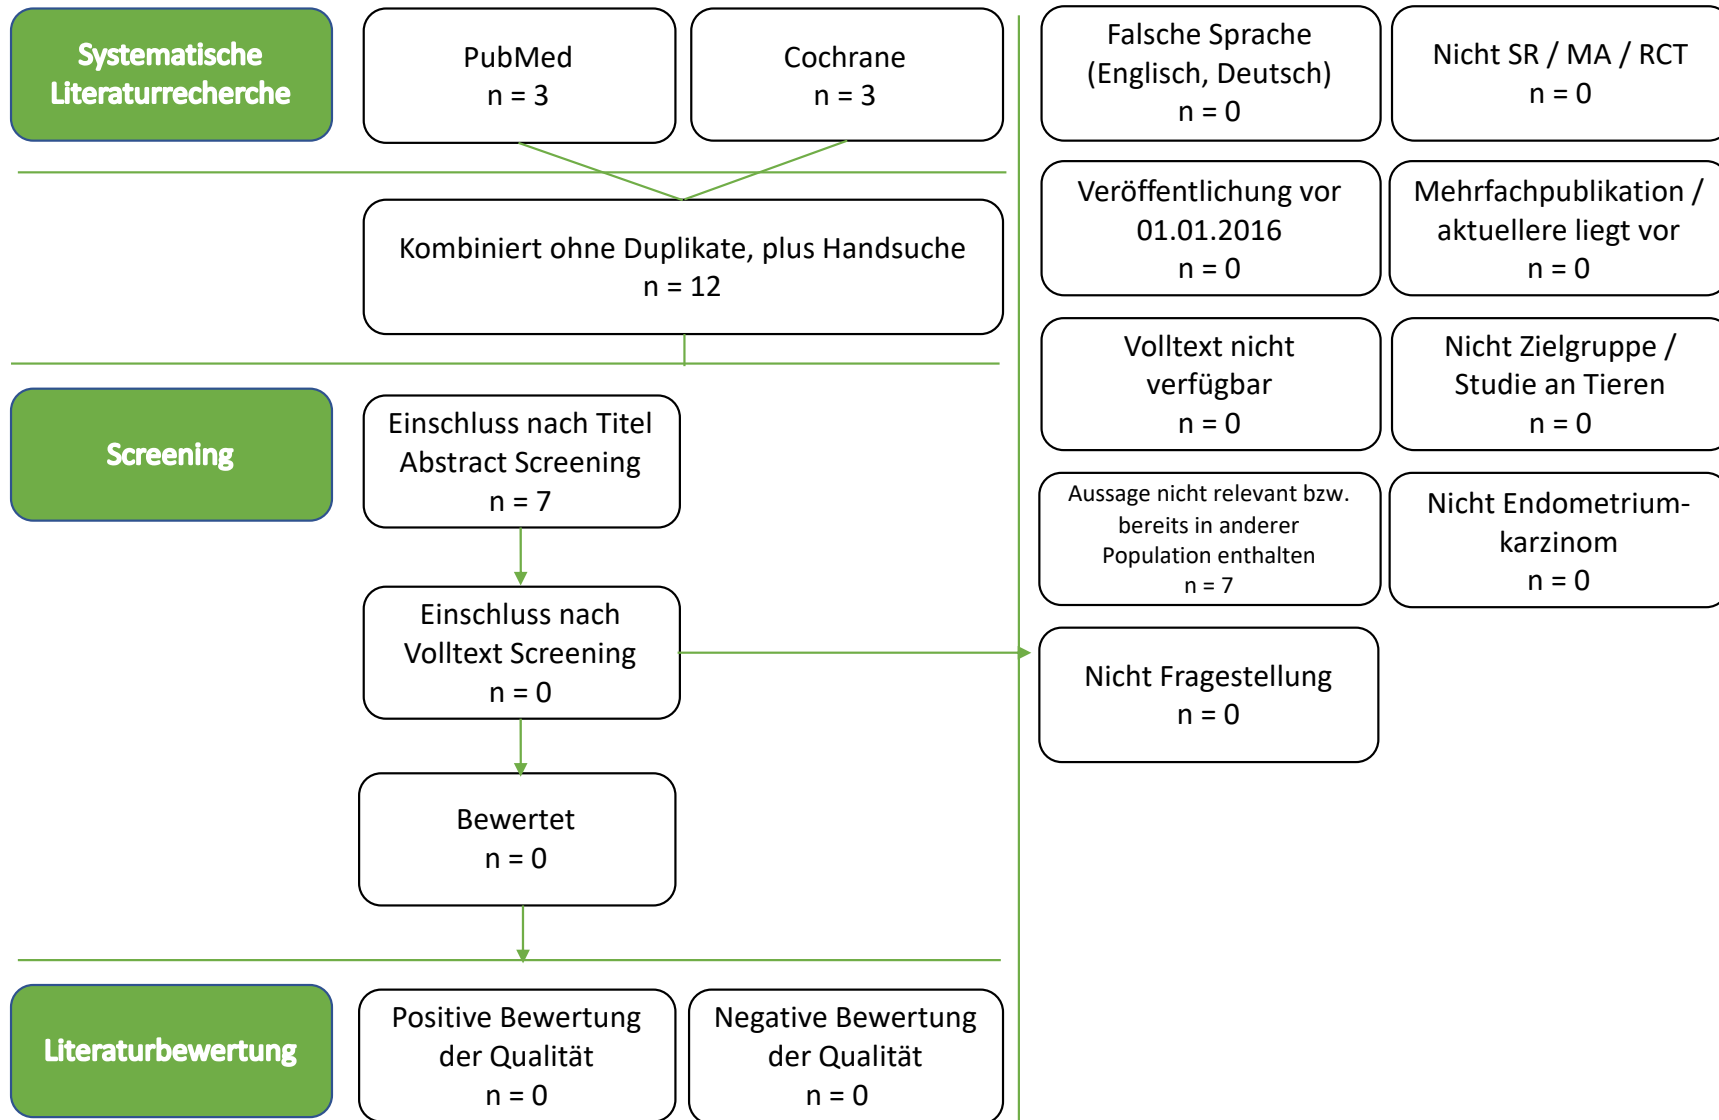 Systematische
Literaturrecherche
PubMed
n = 3
Cochrane
n = 3
Kombiniert ohne Duplikate, plus Handsuche
n = 12
Screening
Einschluss nach Titel
Abstract Screening
n = 7
Einschluss nach
Volltext Screening
n = 0
Bewertet
n = 0
Literaturbewertung
Positive Bewertung
der Qualität
n = 0
Negative Bewertung
der Qualität
n = 0
Falsche Sprache
(Englisch, Deutsch)
n = 0
Nicht SR / MA / RCT
n = 0
Veröffentlichung vor
01.01.2016
n = 0
Mehrfachpublikation /
aktuellere liegt vor
n = 0
Volltext nicht
verfügbar
n = 0
Nicht Zielgruppe /
Studie an Tieren
n = 0
Aussage nicht relevant bzw.
bereits in anderer
Population enthalten
n = 7
Nicht Endometrium-
karzinom
n = 0
Nicht Fragestellung
n = 0